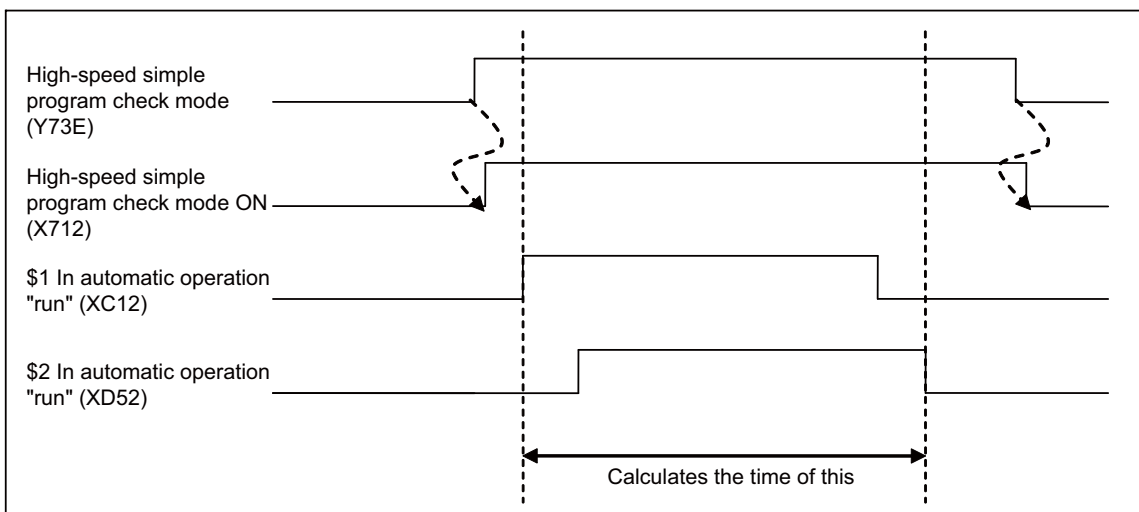 High-speed simple
program check mode
(Y73E)
High-speed simple
program check mode ON
(X712)
$1 In automatic operation
"run" (XC12)
$2 In automatic operation
"run" (XD52)
Calculates the time of this